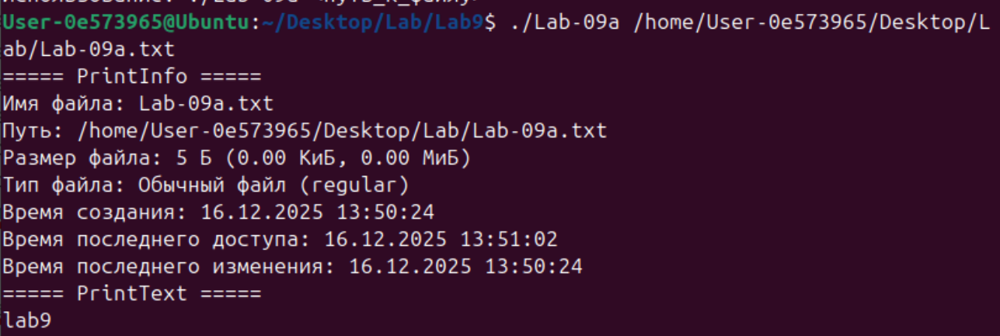 User-0e573965@Ubuntu:~/Desktop/Lab/Lab9$ ./Lab-09a /home/User-0e573965/Desktop/L
ab/Lab-09a.txt
===== PrintInfo =====
Имя файла: Lab-09a.txt
Путь: /home/User-0e573965/Desktop/Lab/Lab-09a.txt
Размер файла: 5 Б (0.00 КиБ, 0.00 МиБ)
Тип файла: Обычный файл (regular)
Время создания: 16.12.2025 13:50:24
Время последнего доступа: 16.12.2025 13:51:02
Время последнего изменения: 16.12.2025 13:50:24
===== PrintText =====
lab9